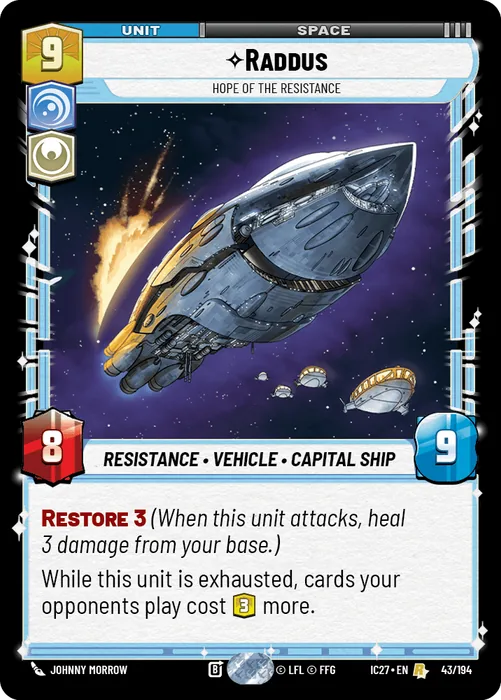 UNIT
SPACE
9
RADDUS
HOPE OF THE RESISTANCE
8
9
RESISTANCE • VEHICLE • CAPITAL SHIP
RESTORE 3 (When this unit attacks, heal
3 damage from your base.)
While this unit is exhausted, cards your
opponents play cost 3 more.
JOHNNY MORROW
B
© LFL © FFG
IC27 • EN
R
43/194